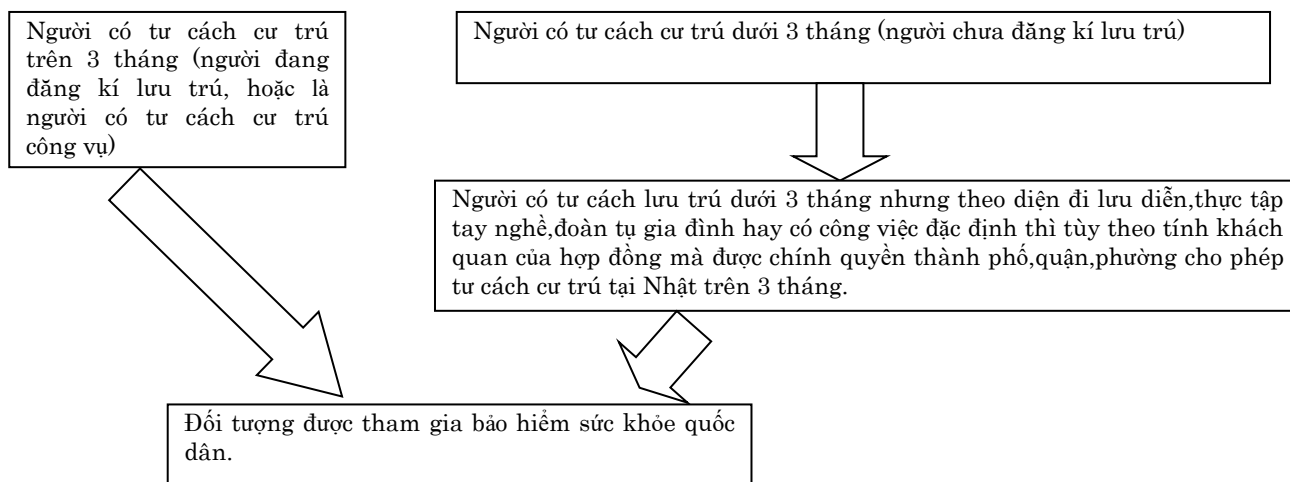 Người có tư cách cư trú
trên 3 tháng (người đang
đăng kí lưu trú, hoặc là
người có tư cách cư trú
công vụ)
Người có tư cách cư trú dưới 3 tháng (người chưa đăng kí lưu trú)
Người có tư cách lưu trú dưới 3 tháng nhưng theo diện đi lưu diễn,thực tập
tay nghề,đoàn tụ gia đình hay có công việc đặc định thì tùy theo tính khách
quan của hợp đồng mà được chính quyền thành phố,quận,phường cho phép
tư cách cư trú tại Nhật trên 3 tháng.
Đối tượng được tham gia bảo hiểm sức khỏe quốc
dân.